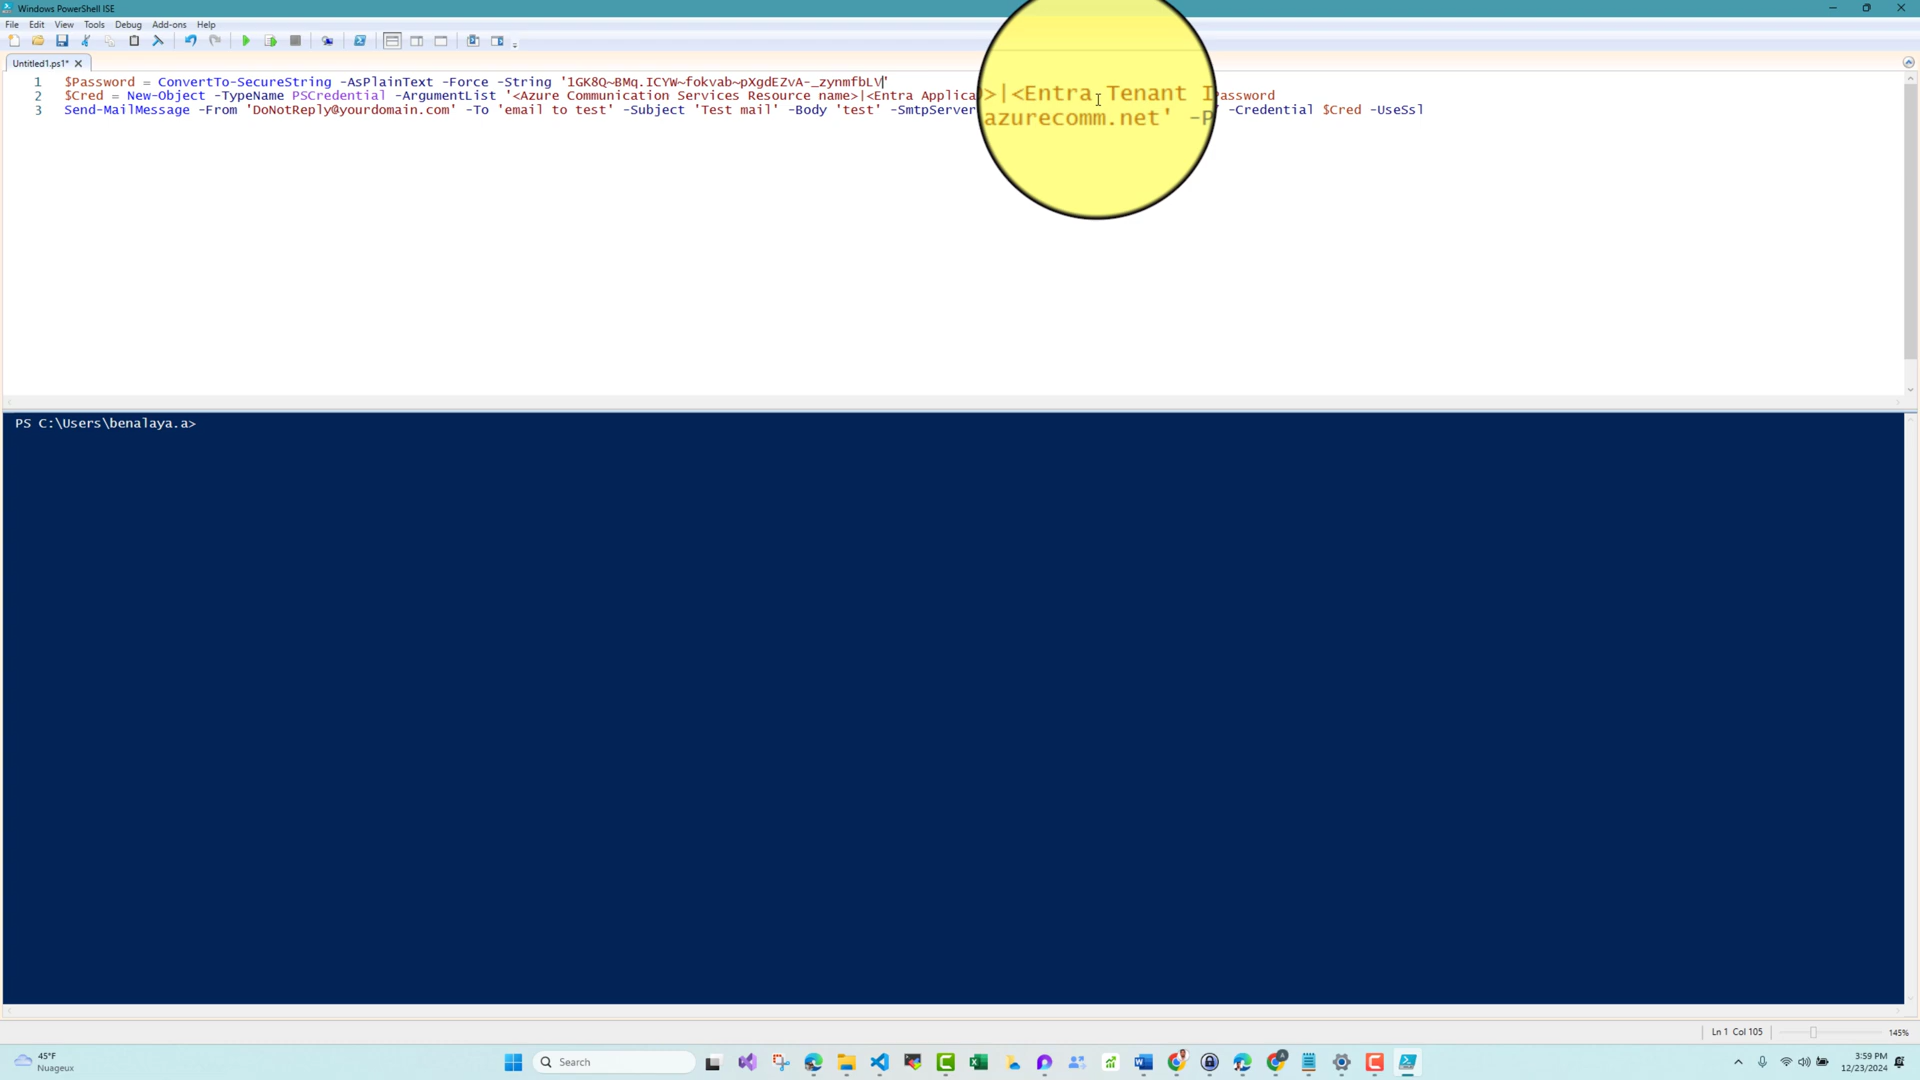 Windows PowerShell ISE
File Edit View Tools Debug Add-ons Help
Untitled1.ps1* X
1 $Password = ConvertTo-SecureString -AsPlainText -Force -String '1GK8Q~BMq.ICYW~fokvab~pXgdEZvA-_zynmfbLV'
2 $Cred = New-Object -TypeName PSCredential -ArgumentList '<Azure Communication Services Resource name>|<Entra >|<Entra Tenant
3 Send-MailMessage -From 'DoNotReply@yourdomain.com' -To 'email to test' -Subject 'Test mail' -Body 'test' -SmtpServer azurecomm.net' -Credential $Cred -UseSsl
PS C:\Users\benalaya.a>
Ln 1 Col 105 145%
45°F
Nuageux
Search
3:59 PM
12/23/2024